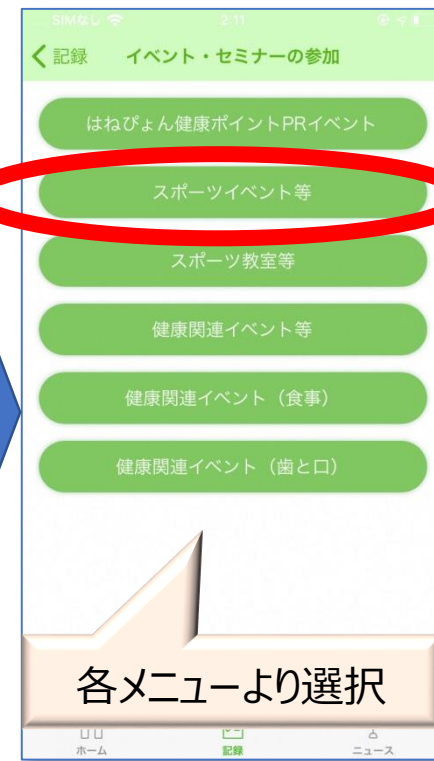 SIMなし 2:11
記録 イベント・セミナーの参加
はねぴょん健康ポイントPRイベント
スポーツイベント等
スポーツ教室等
健康関連イベント等
健康関連イベント（食事）
健康関連イベント（歯と口）
各メニューより選択
ホーム 記録 ニュース